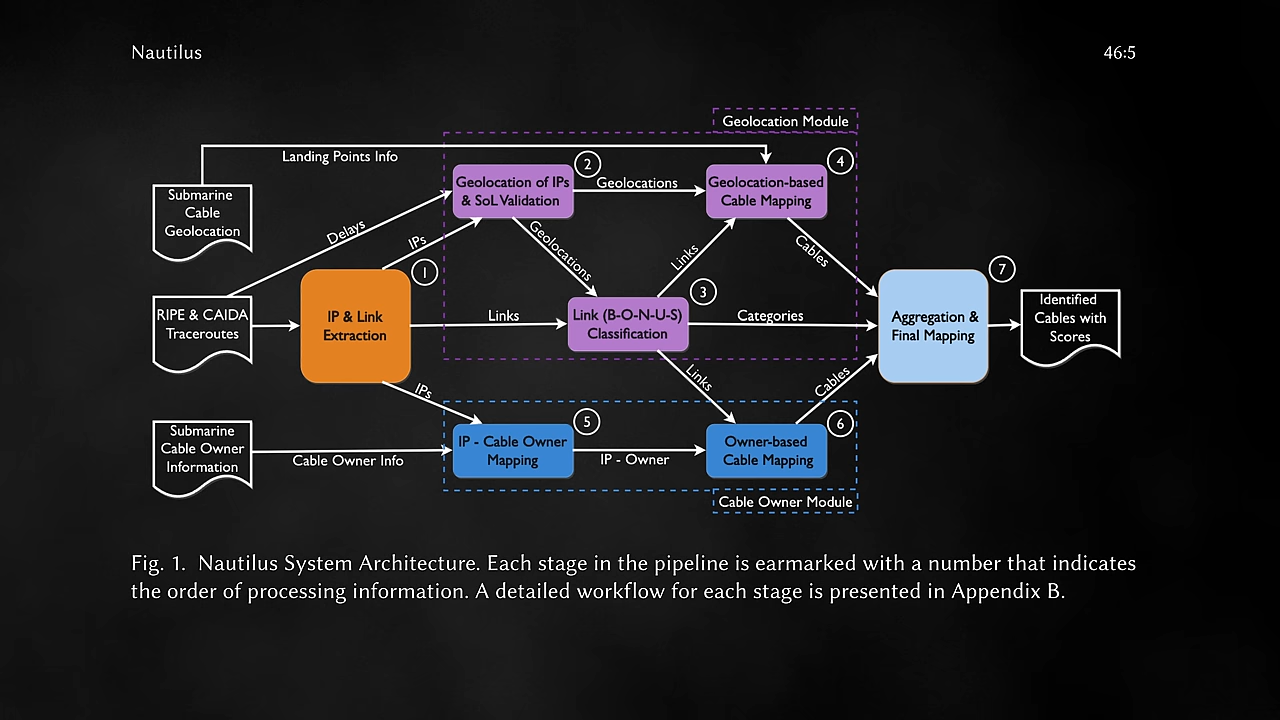 Nautilus
46:5
Geolocation Module
Landing Points Info
2
4
Submarine
Cable
Geolocation
Geolocation of IPs
& SoL Validation
Geolocations
Geolocation-based
Cable Mapping
Delays
IPs
Geolocations
Links
Cables
1
3
7
RIPE & CAIDA
Traceroutes
IP & Link
Extraction
Links
Link (B-O-N-U-S)
Classification
Categories
Aggregation &
Final Mapping
Identified
Cables with
Scores
IPs
Links
Cables
5
6
Submarine
Cable Owner
Information
Cable Owner Info
IP - Cable Owner
Mapping
IP - Owner
Owner-based
Cable Mapping
Cable Owner Module
Fig. 1. Nautilus System Architecture. Each stage in the pipeline is earmarked with a number that indicates
the order of processing information. A detailed workflow for each stage is presented in Appendix B.